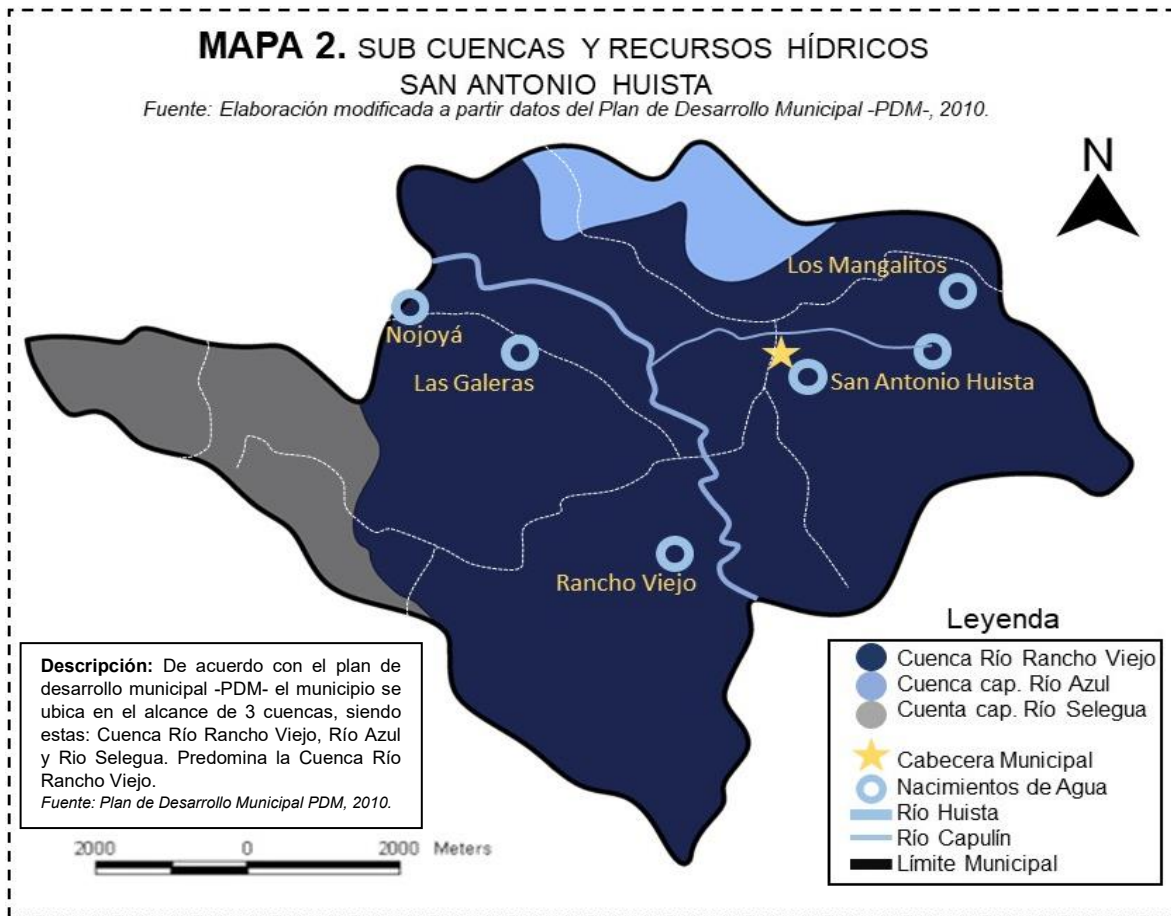 MAPA 2. SUB CUENCAS Y RECURSOS HÍDRICOS
SAN ANTONIO HUISTA
Fuente: Elaboración modificada a partir datos del Plan de Desarrollo Municipal -PDM-, 2010.
N
Los Mangalitos
Nojoyá
Las Galeras
San Antonio Huista
Rancho Viejo
Descripción: De acuerdo con el plan de
desarrollo municipal -PDM- el municipio se
ubica en el alcance de 3 cuencas, siendo
estas: Cuenca Río Rancho Viejo, Río Azul
y Rio Selegua. Predomina la Cuenca Río
Rancho Viejo.
Fuente: Plan de Desarrollo Municipal PDM, 2010.
2000 0 2000 Meters
Leyenda
Cuenca Río Rancho Viejo
Cuenca cap. Río Azul
Cuenta cap. Río Selegua
Cabecera Municipal
Nacimientos de Agua
Río Huista
Río Capulín
Límite Municipal